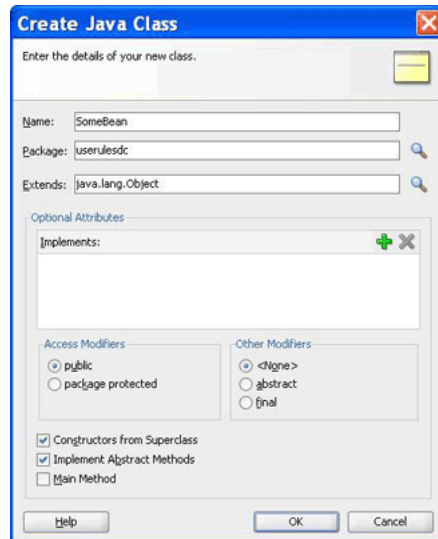 Create Java Class
Enter the details of your new class.
Name: SomeBean
Package: userulesdc
Extends: java.lang.Object
Optional Attributes
Implements:
Access Modifiers
public
package protected
Other Modifiers
<None>
abstract
final
Constructors from Superclass
Implement Abstract Methods
Main Method
Help OK Cancel